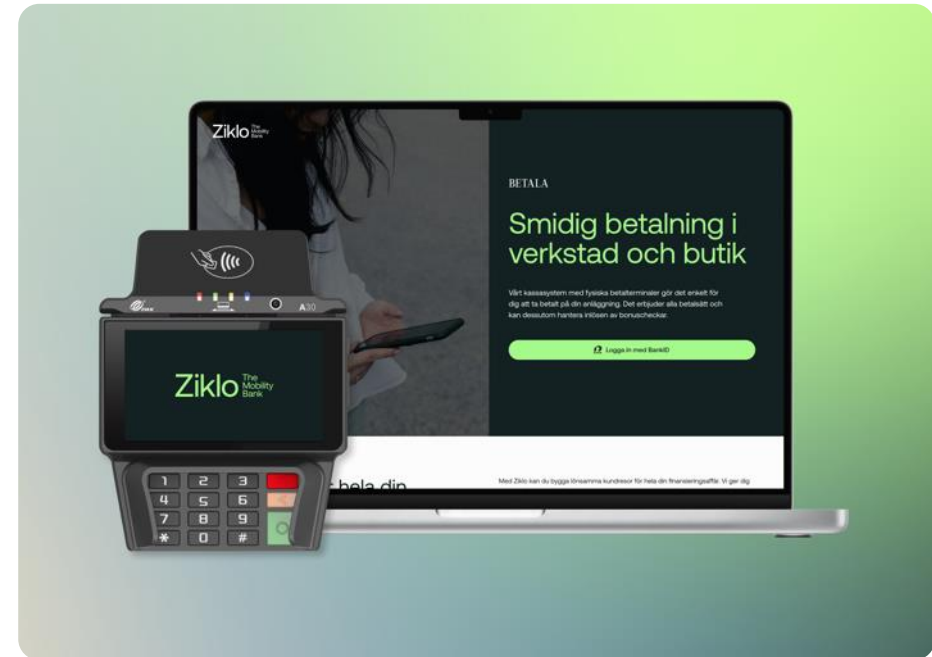 Ziklo The Mobility Bank
BETALA
Smidig betalning i
verkstad och butik
Vårt kassasystem med fysiska betalterminaler gör det enkelt för
dig att ta betalt på din anläggning. Det erbjuder alla betalsätt och
kan dessutom hantera inlösen av bonuscheckar.
Logga in med BankID
hela din
Med Ziklo kan du bygga lönsamma kundresor för hela din finansieringsaffär. Vi ger dig
A30
Ziklo The Mobility Bank
1 2 3
4 5 6
7 8 9
* 0 #